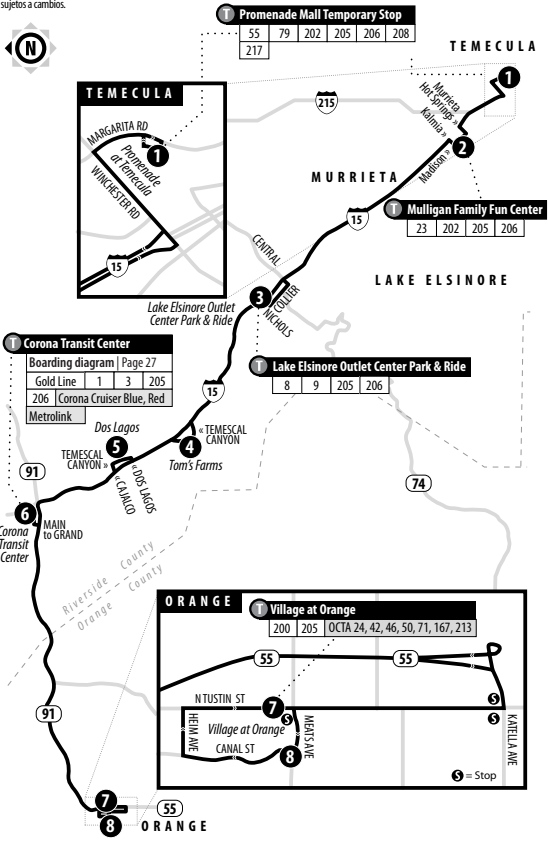 sujetos a cambios.
N
T Promenade Mall Temporary Stop
55 79 202 205 206 208
217
TEMECULA
1
Murrieta
Hot Springs »
Kalmia »
2
Madison »
215
TEMECULA
MARGARITA RD
1
Promenade
at Temecula
WINCHESTER RD
15
MURRIETA
15
T Mulligan Family Fun Center
23 202 205 206
CENTRAL
LAKE ELSINORE
3
COLLIER
NICHOLS
Lake Elsinore Outlet
Center Park & Ride
T Lake Elsinore Outlet Center Park & Ride
8 9 205 206
T Corona Transit Center
Boarding diagram | Page 27
Gold Line 1 3 205
206 Corona Cruiser Blue, Red
Metrolink
15
Dos Lagos
5
TEMESCAL
CANYON »
« DOS LAGOS
« CAJALCO
4
« TEMESCAL
CANYON
Tom's Farms
91
74
6
Corona
Transit
Center
MAIN
to GRAND
Riverside County
Orange County
91
7
8
55
ORANGE
ORANGE
T Village at Orange
200 205 OCTA 24, 42, 46, 50, 71, 167, 213
55
55
N TUSTIN ST
7
S
S
S
HEIM AVE
Village at Orange
CANAL ST
MEATS AVE
8
KATELLA AVE
S = Stop